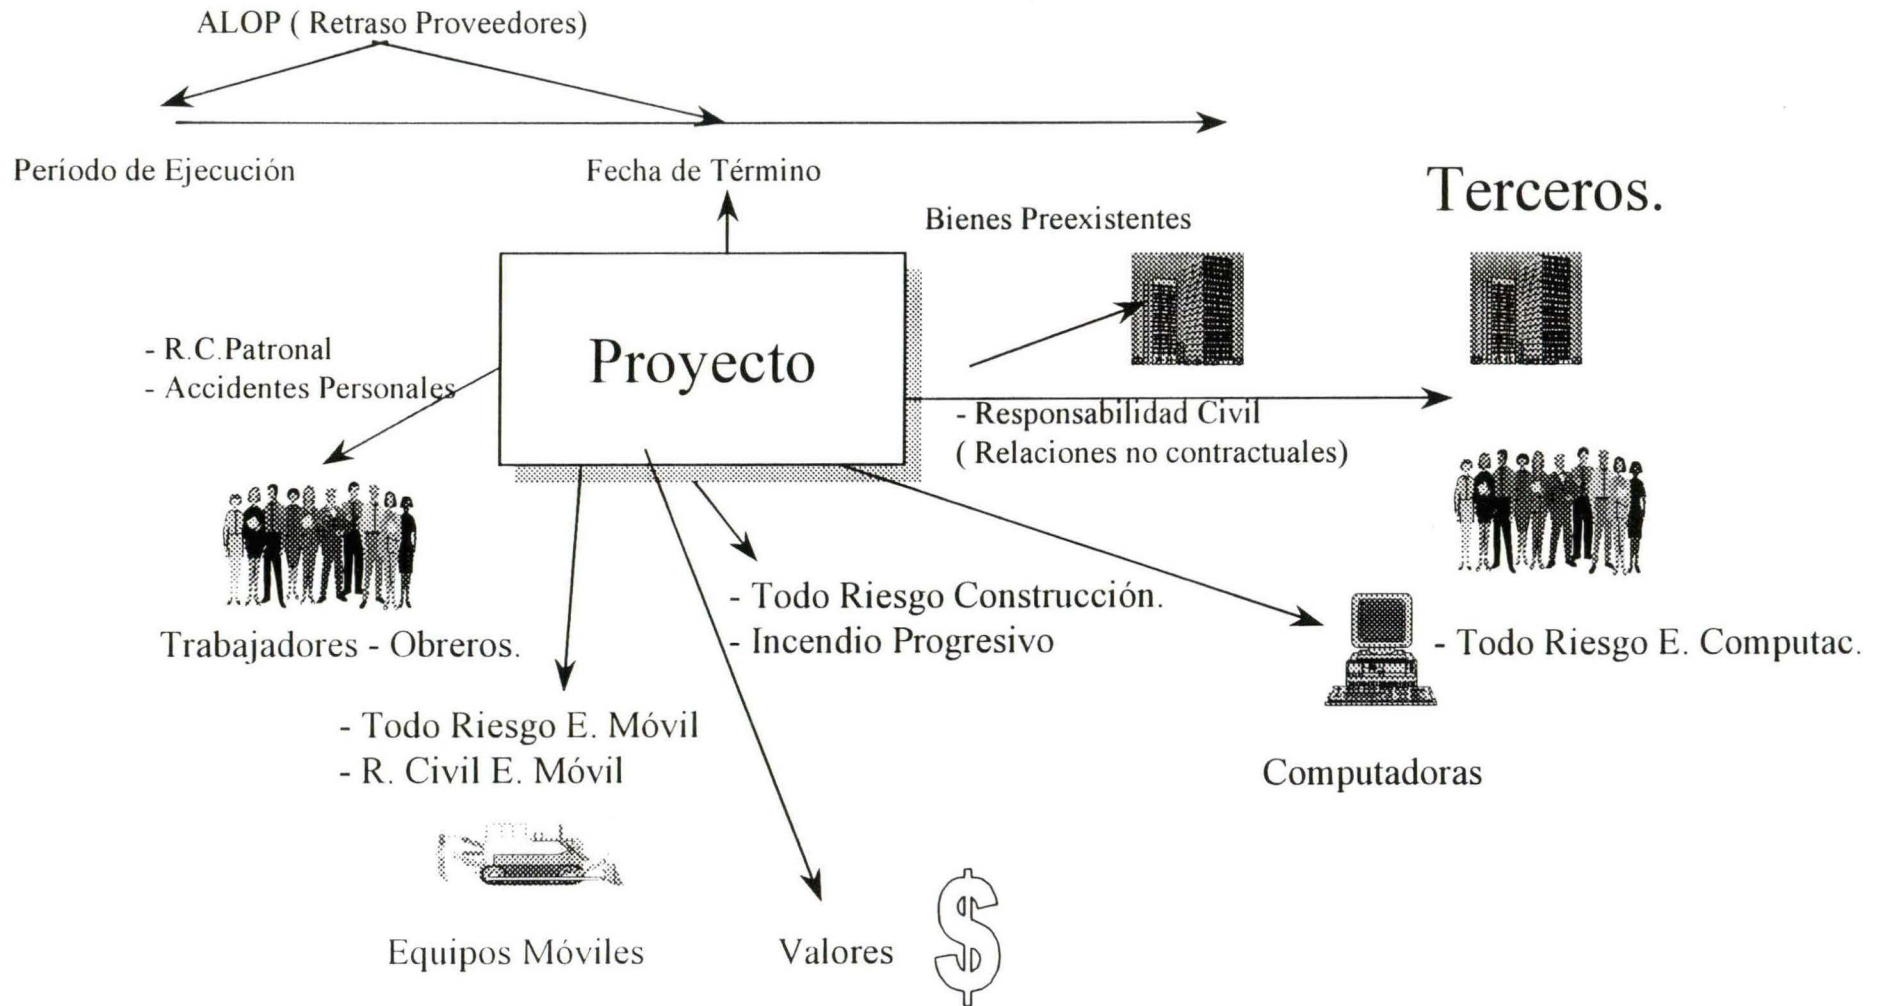 ALOP ( Retraso Proveedores)
Período de Ejecución
Fecha de Término
Terceros.
Bienes Preexistentes
Proyecto
- R.C.Patronal
- Accidentes Personales
- Responsabilidad Civil
( Relaciones no contractuales)
- Todo Riesgo Construcción.
- Incendio Progresivo
Trabajadores - Obreros.
- Todo Riesgo E. Computac.
- Todo Riesgo E. Móvil
- R. Civil E. Móvil
Computadoras
Equipos Móviles
Valores
$